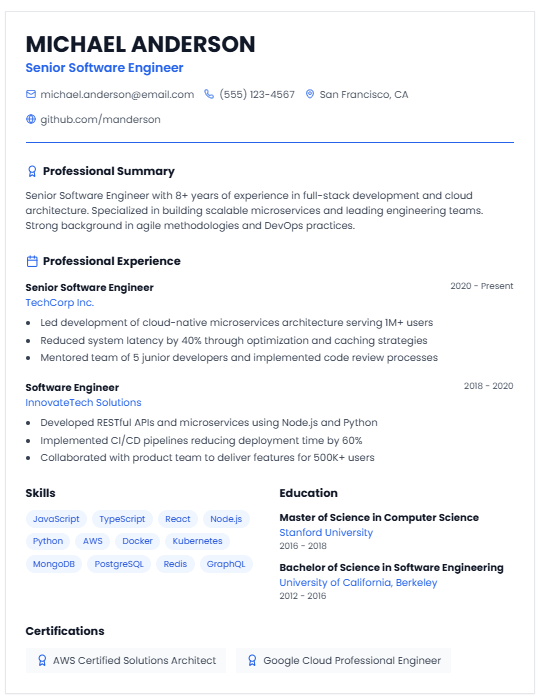 MICHAEL ANDERSON
Senior Software Engineer
michael.anderson@email.com (555) 123-4567 San Francisco, CA
github.com/manderson
Professional Summary
Senior Software Engineer with 8+ years of experience in full-stack development and cloud
architecture. Specialized in building scalable microservices and leading engineering teams.
Strong background in agile methodologies and DevOps practices.
Professional Experience
Senior Software Engineer 2020 - Present
TechCorp Inc.
• Led development of cloud-native microservices architecture serving 1M+ users
• Reduced system latency by 40% through optimization and caching strategies
• Mentored team of 5 junior developers and implemented code review processes
Software Engineer 2018 - 2020
InnovateTech Solutions
• Developed RESTful APIs and microservices using Node.js and Python
• Implemented CI/CD pipelines reducing deployment time by 60%
• Collaborated with product team to deliver features for 500K+ users
Skills
JavaScript TypeScript React Node.js
Python AWS Docker Kubernetes
MongoDB PostgreSQL Redis GraphQL
Education
Master of Science in Computer Science
Stanford University
2016 - 2018
Bachelor of Science in Software Engineering
University of California, Berkeley
2012 - 2016
Certifications
AWS Certified Solutions Architect Google Cloud Professional Engineer